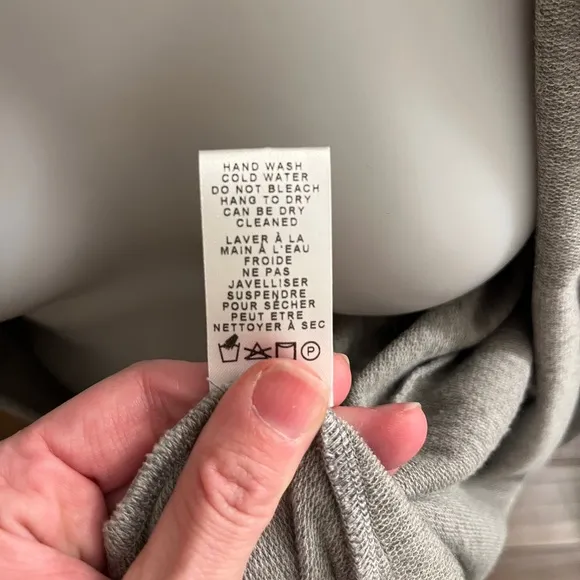 HAND WASH
COLD WATER
DO NOT BLEACH
HANG TO DRY
CAN BE DRY
CLEANED
LAVER À LA
MAIN À L'EAU
FROIDE
NE PAS
JAVELLISER
SUSPENDRE
POUR SÉCHER
PEUT ETRE
NETTOYER À SEC
P